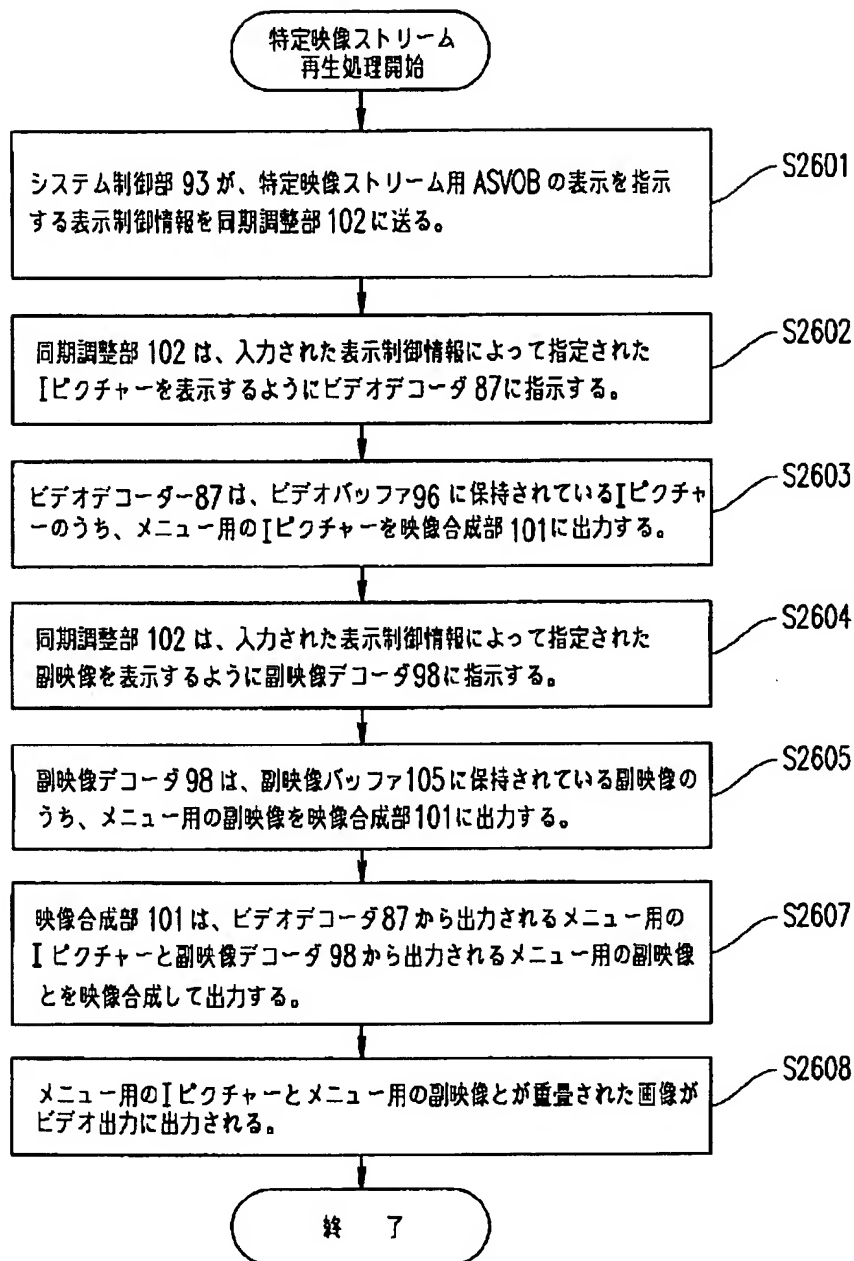 特定映像ストリーム
再生処理開始
システム制御部 93 が、特定映像ストリーム用 ASVOB の表示を指示
する表示制御情報を同期調整部 102 に送る。
S2601
同期調整部 102 は、入力された表示制御情報によって指定された
Iピクチャーを表示するようにビデオデコーダ 87に指示する。
S2602
ビデオデコーダー87は、ビデオバッファ96 に保持されているIピクチャ
ーのうち、メニュー用のIピクチャーを映像合成部 101に出力する。
S2603
同期調整部 102 は、入力された表示制御情報によって指定された
副映像を表示するように副映像デコーダ98に指示する。
S2604
副映像デコーダ 98 は、副映像バッファ105 に保持されている副映像の
うち、メニュー用の副映像を映像合成部101に出力する。
S2605
映像合成部 101 は、ビデオデコーダ87 から出力されるメニュー用の
I ピクチャーと副映像デコーダ 98から出力されるメニュー用の副映像
とを映像合成して出力する。
S2607
メニュー用のIピクチャーとメニュー用の副映像とが重畳された画像が
ビデオ出力に出力される。
S2608
終 了